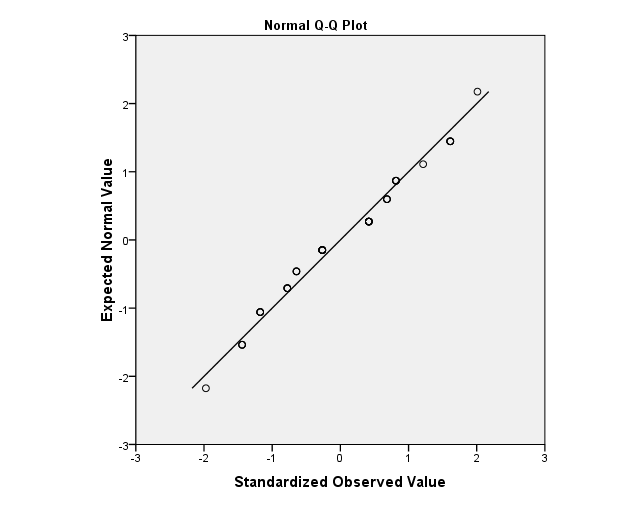 Normal Q-Q Plot
Expected Normal Value
3
2
1
0
-1
-2
-3
-3 -2 -1 0 1 2 3
Standardized Observed Value